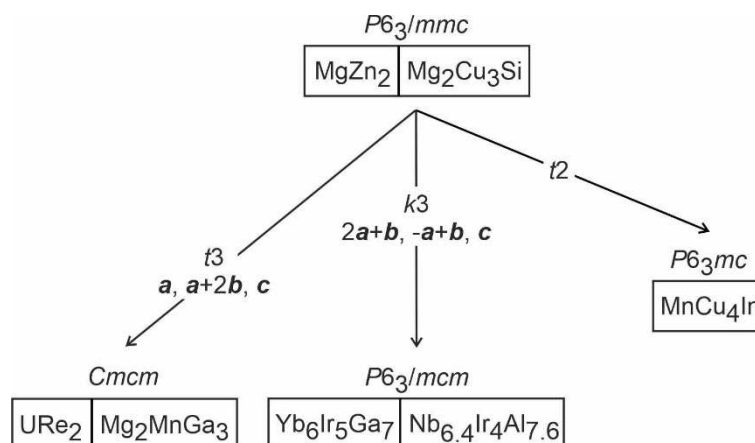 P6₃/mmc
MgZn₂ Mg₂Cu₃Si
t2
k3
2a+b, -a+b, c
t3
a, a+2b, c
P6₃mc
MnCu₄In
Cmcm
P6₃/mcm
URe₂ Mg₂MnGa₃
Yb₆Ir₅Ga₇ Nb₆.₄Ir₄Al₇.₆